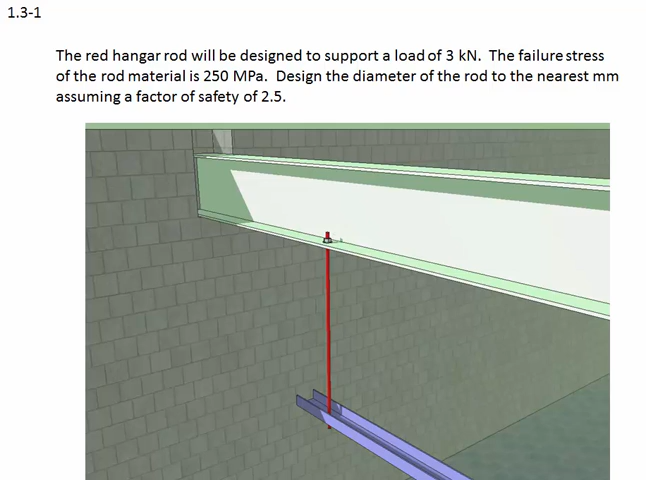 1.3-1
The red hangar rod will be designed to support a load of 3 kN. The failure stress
of the rod material is 250 MPa. Design the diameter of the rod to the nearest mm
assuming a factor of safety of 2.5.